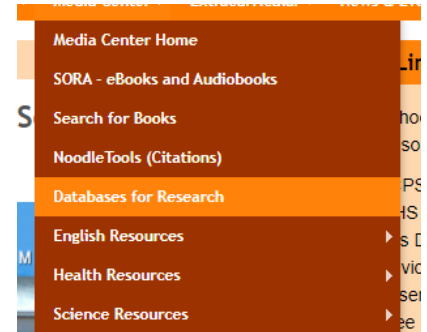 Media Center Home
SORA - eBooks and Audiobooks
Search for Books
NoodleTools (Citations)
Databases for Research
English Resources
Health Resources
Science Resources